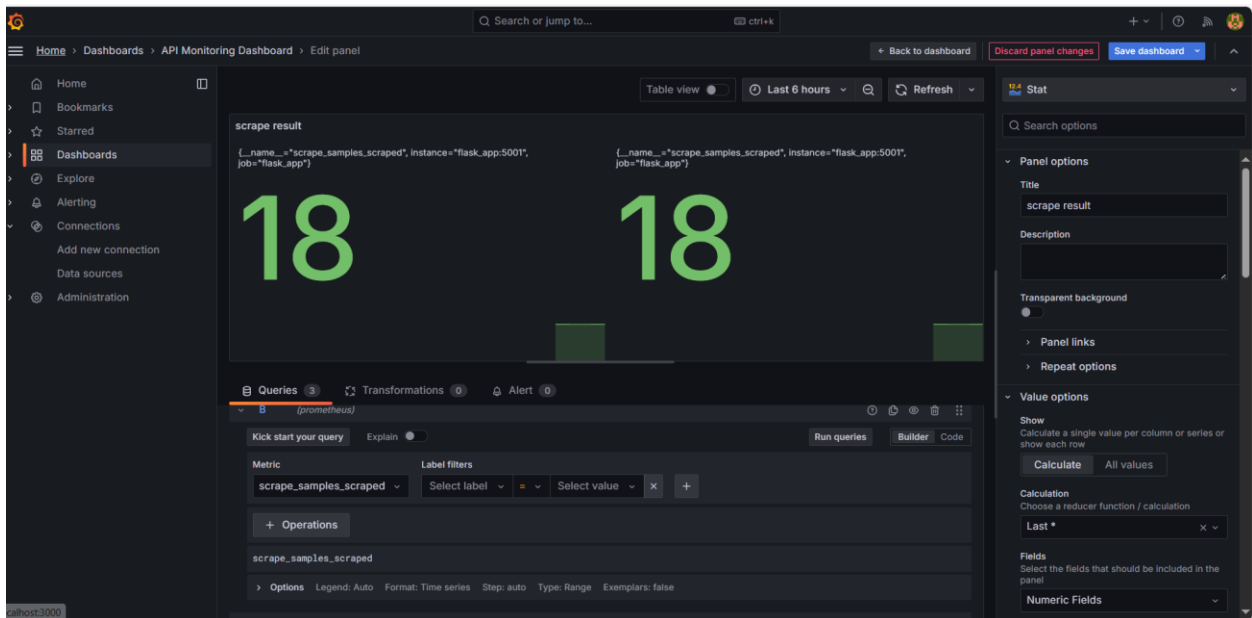 Search or jump to...
ctrl+k
Home > Dashboards > API Monitoring Dashboard > Edit panel
Back to dashboard
Discard panel changes
Save dashboard
Home
Bookmarks
Starred
Dashboards
Explore
Alerting
Connections
Add new connection
Data sources
Administration
Table view
Last 6 hours
Refresh
scrape result
{__name__="scrape_samples_scraped", instance="flask_app:5001",
job="flask_app"}
18
{__name__="scrape_samples_scraped", instance="flask_app:5001",
job="flask_app"}
18
Queries 3
Transformations 0
Alert 0
B (prometheus)
Kick start your query
Explain
Run queries
Builder
Code
Metric
Label filters
scrape_samples_scraped
Select label
=
Select value
+ Operations
scrape_samples_scraped
Options Legend: Auto Format: Time series Step: auto Type: Range Exemplars: false
12.4
Stat
Search options
Panel options
Title
scrape result
Description
Transparent background
Panel links
Repeat options
Value options
Show
Calculate a single value per column or series or
show each row
Calculate
All values
Calculation
Choose a reducer function / calculation
Last *
Fields
Select the fields that should be included in the
panel
Numeric Fields
calhost:3000